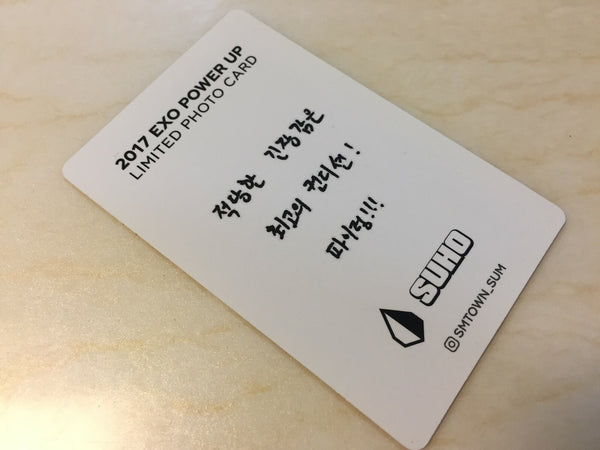 2017 EXO POWER UP
LIMITED PHOTO CARD
적당한 긴장감은
최고의 컨디션!
파이링!!!
SUHO
SMTOWN_SUM